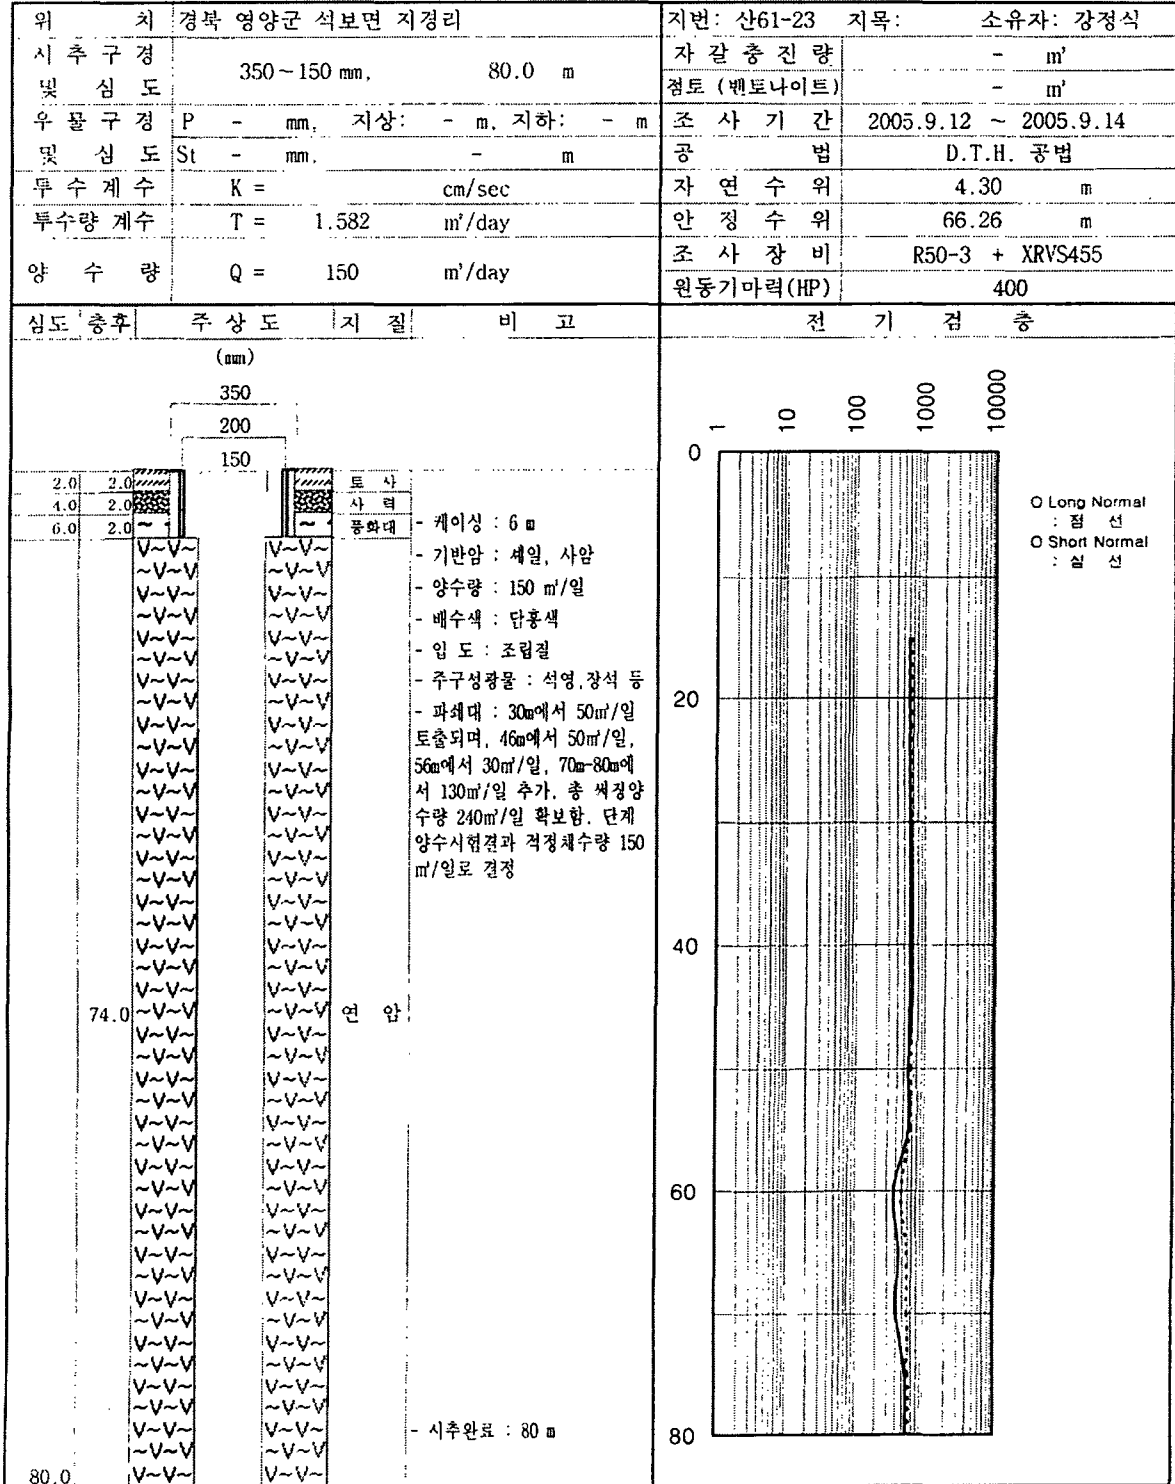 위 치 경북 영양군 석보면 지경리
지번: 산61-23 지목: 소유자: 강정식
시추구경 및 심도 350~150 mm, 80.0 m
자갈충진량 - m³
점토 (벤토나이트) - m³
우물구경 및 심도 P - mm, 지상: - m, 지하: - m
St - mm, - m
조사기간 2005.9.12 ~ 2005.9.14
공 법 D.T.H. 공법
투수계수 K = cm/sec
자연수위 4.30 m
투수량 계수 T = 1.582 m²/day
안정수위 66.26 m
양수량 Q = 150 m³/day
조사장비 R50-3 + XRVS455
원동기마력(HP) 400
심도 층후 주상도 지질 비고
전기검층
(mm)
350
200
150
2.0 2.0 토사
4.0 2.0 사력
6.0 2.0 풍화대
- 케이싱 : 6 m
- 기반암 : 셰일, 사암
- 양수량 : 150 m³/일
- 배수색 : 담홍색
- 입 도 : 조립질
- 주구성광물 : 석영,장석 등
- 파쇄대 : 30m에서 50m³/일
토출되며, 46m에서 50m³/일,
56m에서 30m³/일, 70m-80m에
서 130m³/일 추가. 총 써징양
수량 240m³/일 확보함. 단계
양수시험결과 적정채수량 150
m³/일로 결정
74.0 연 암
- 시추완료 : 80 m
80.0
1 10 100 1000 10000
0
20
40
60
80
O Long Normal
: 점 선
O Short Normal
: 실 선